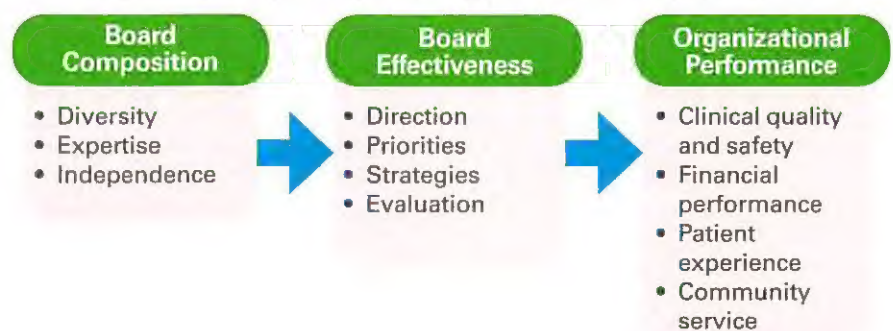 Board
Composition
• Diversity
• Expertise
• Independence
Board
Effectiveness
• Direction
• Priorities
• Strategies
• Evaluation
Organizational
Performance
• Clinical quality
and safety
• Financial
performance
• Patient
experience
• Community
service